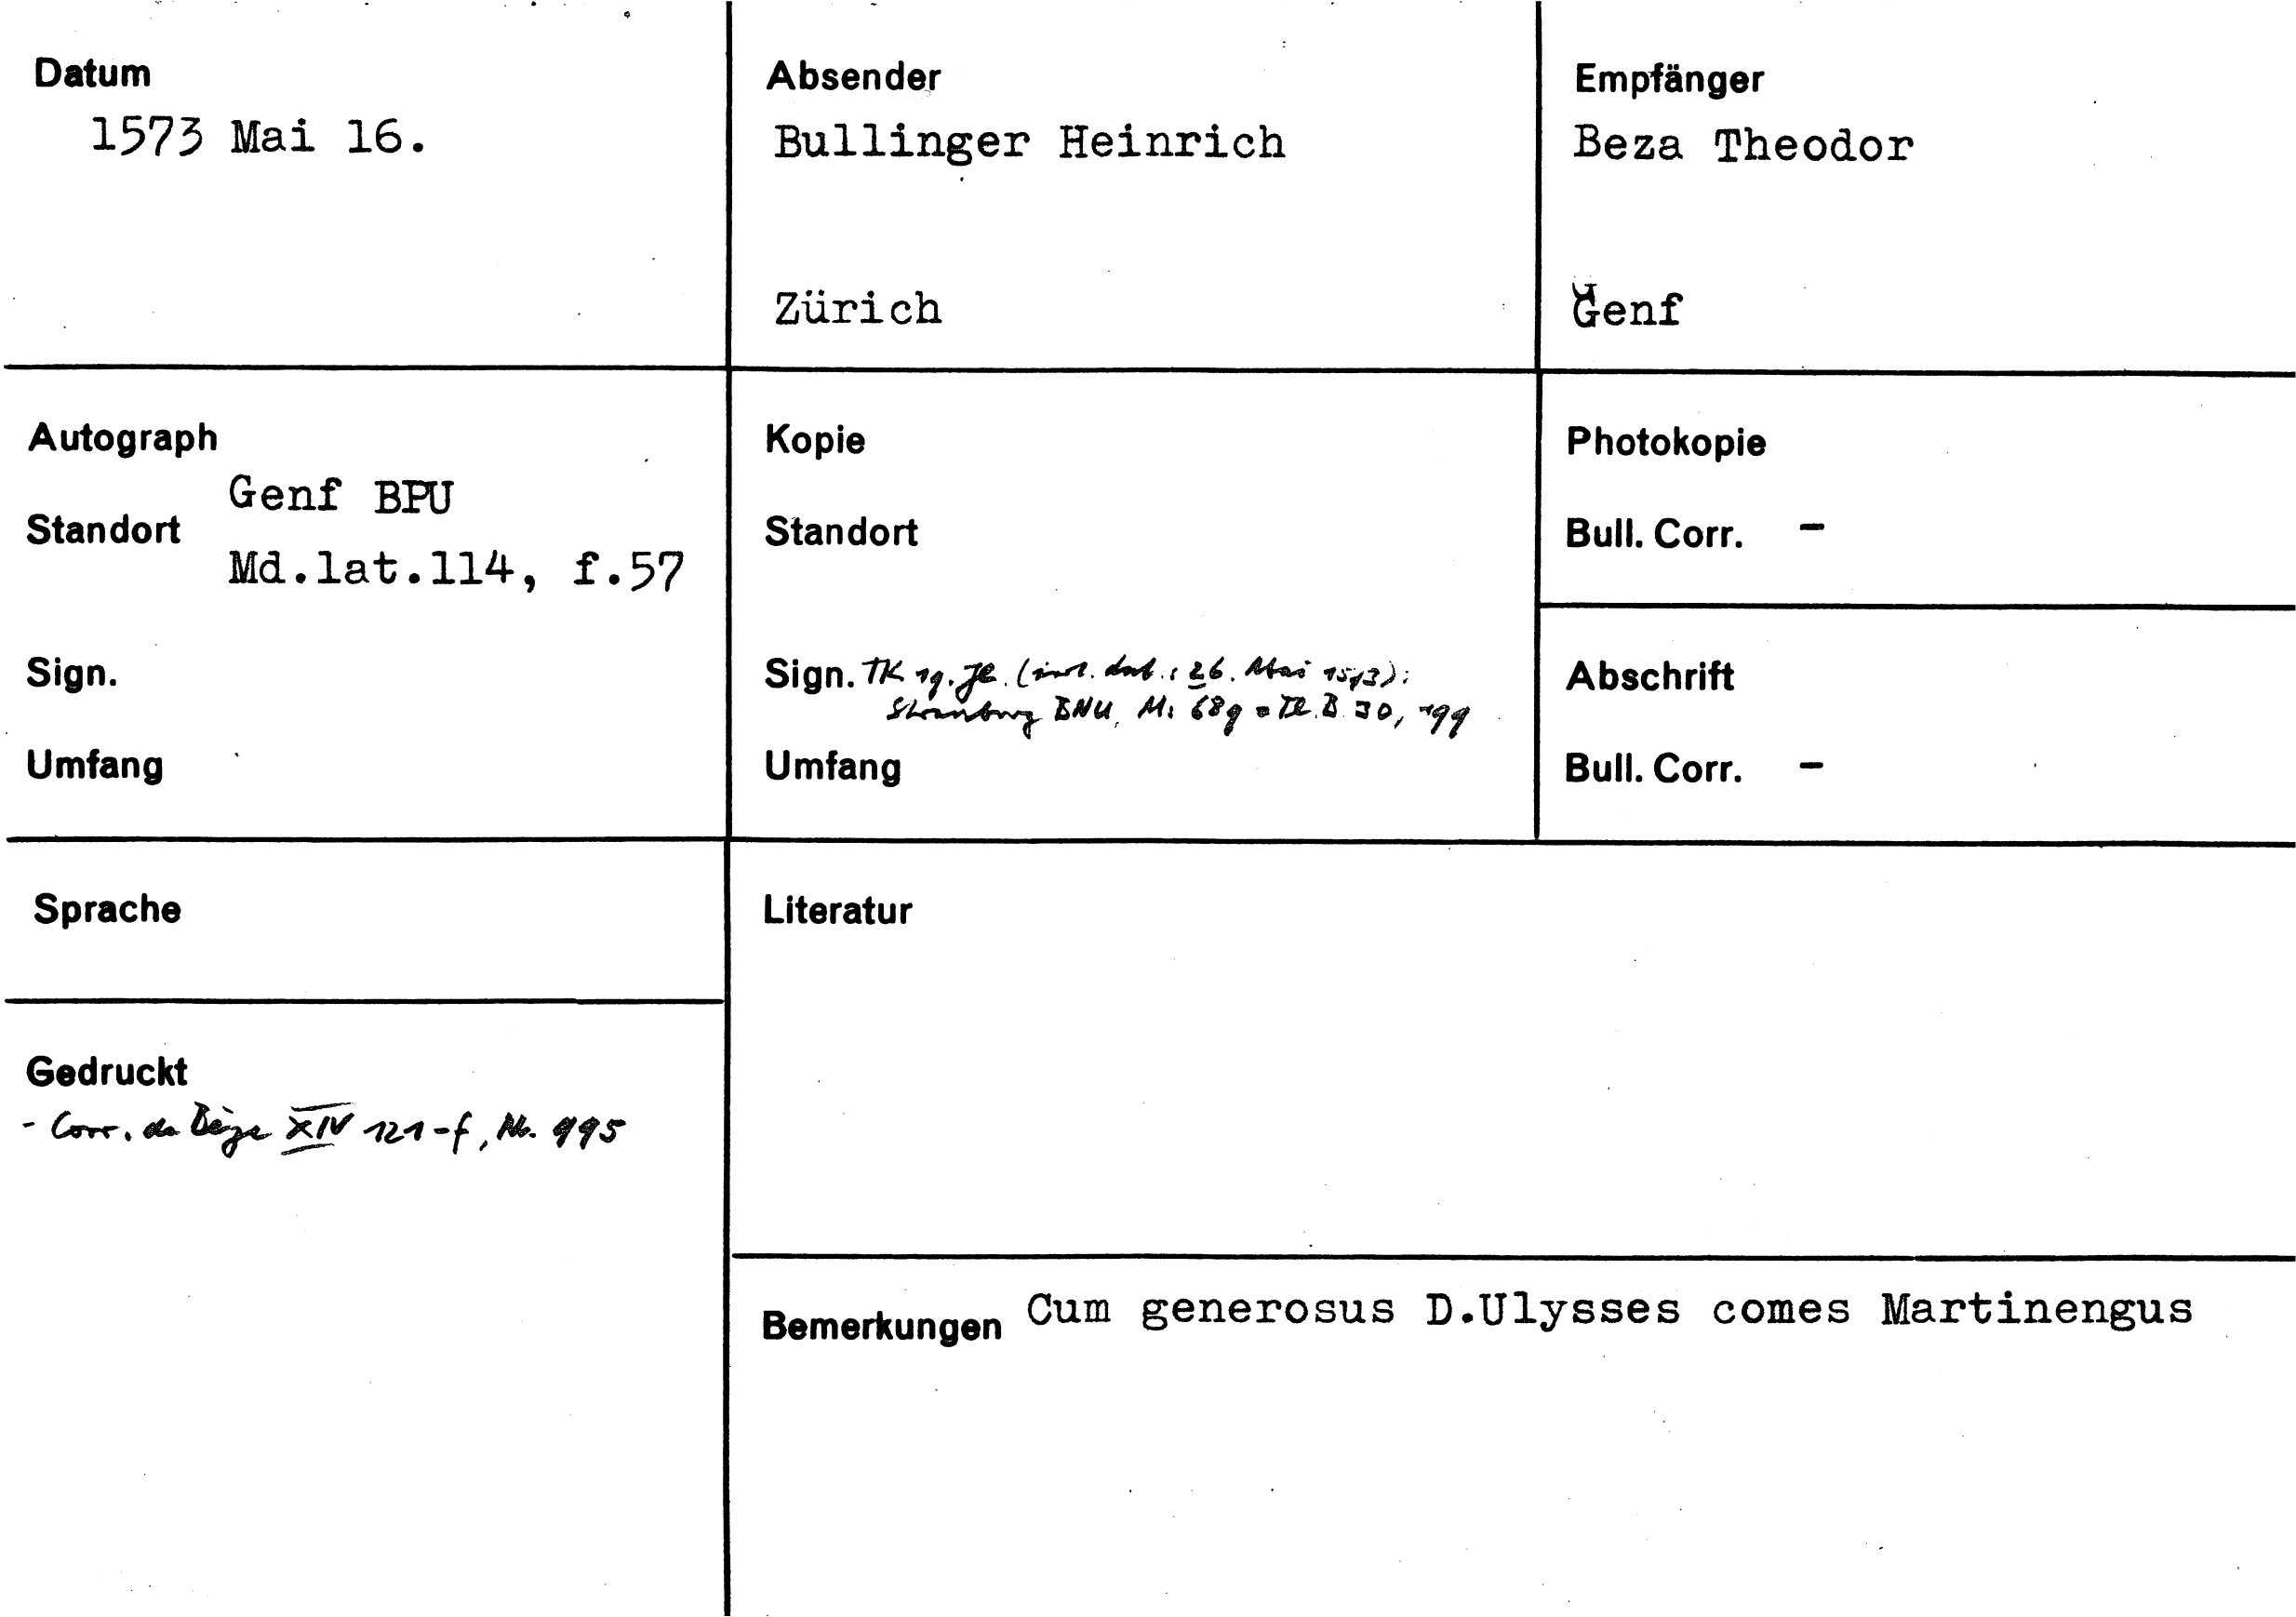 Datum
1573 Mai 16.
Absender
Bullinger Heinrich
Zürich
Empfänger
Beza Theodor
Genf
Autograph
Genf BPU
Standort
Md.lat.114, f.57
Sign.
Umfang
Kopie
Standort
Sign. TK 19. Jh. (irrt. dat.: 26. Mai 1573):
Strassburg BNU, Ms 689 = Th. B. 30, 199
Umfang
Photokopie
Bull. Corr. -
Abschrift
Bull. Corr. -
Sprache
Gedruckt
- Corr. de Bèze XIV 121-f, Nr. 995
Literatur
Bemerkungen Cum generosus D.Ulysses comes Martinengus